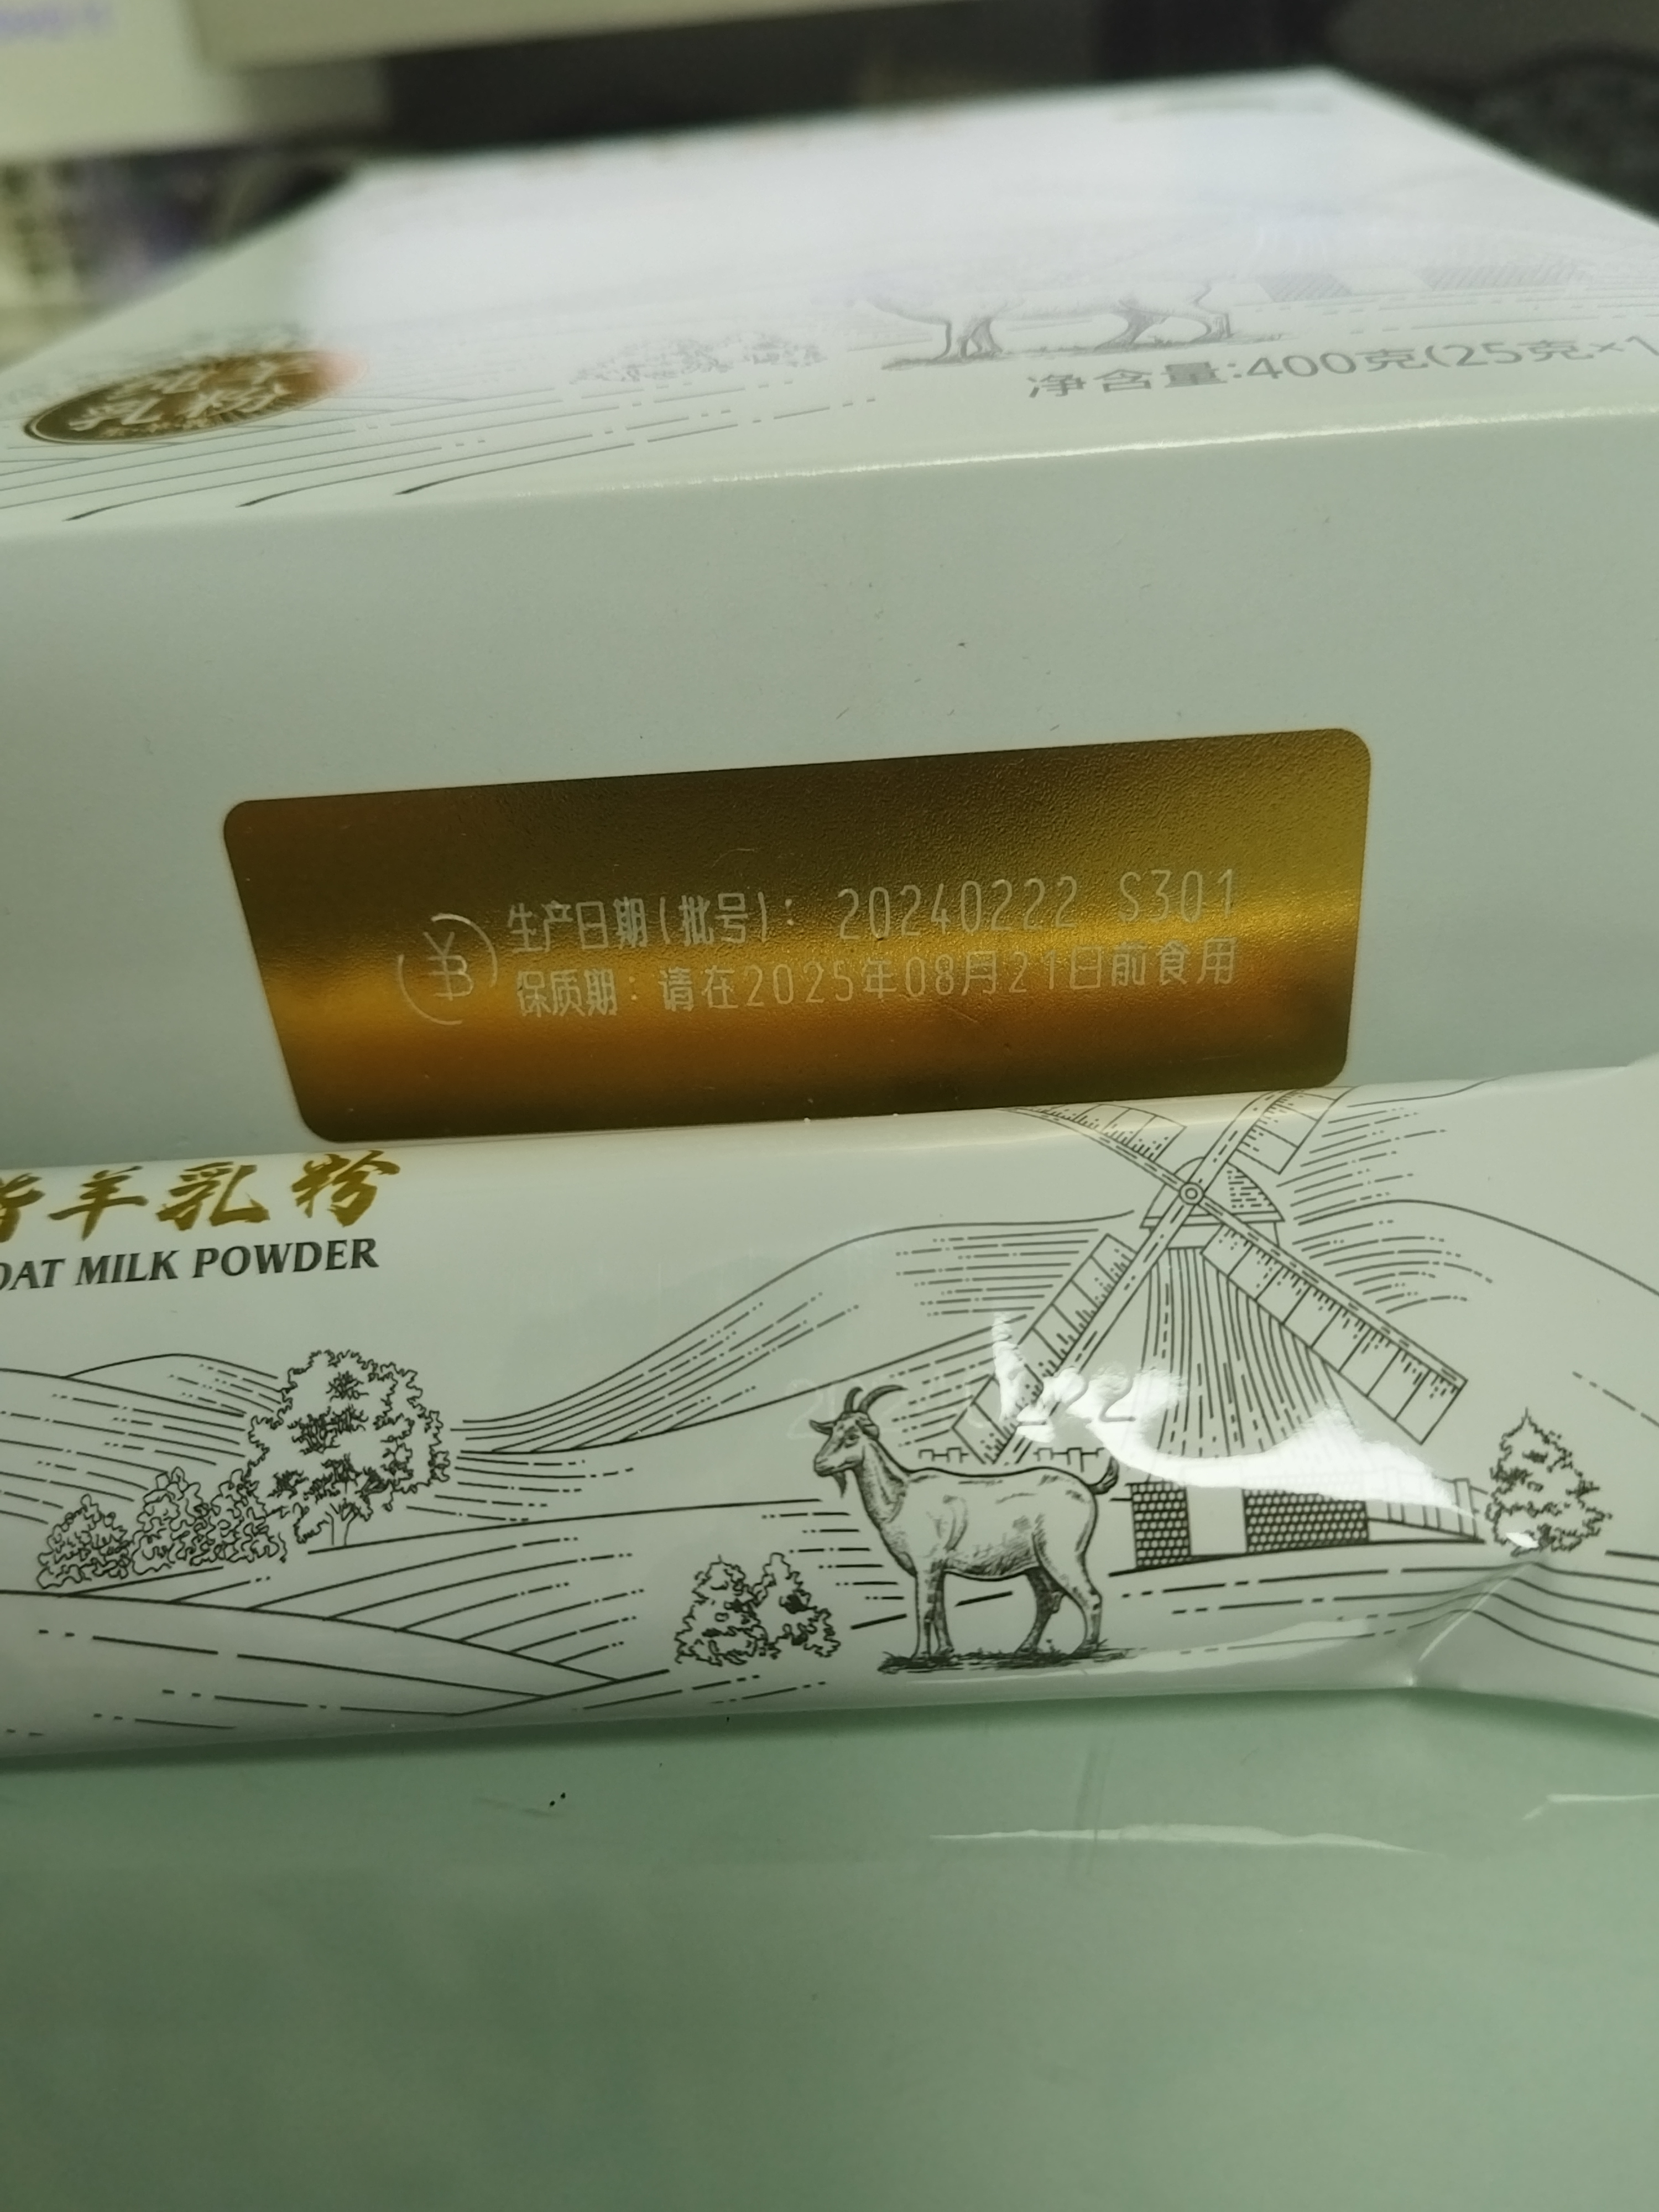 净含量:400克(25克×1
生产日期(批号): 20240222 S301
保质期: 请在2025年08月21日前食用
羊乳粉
OAT MILK POWDER